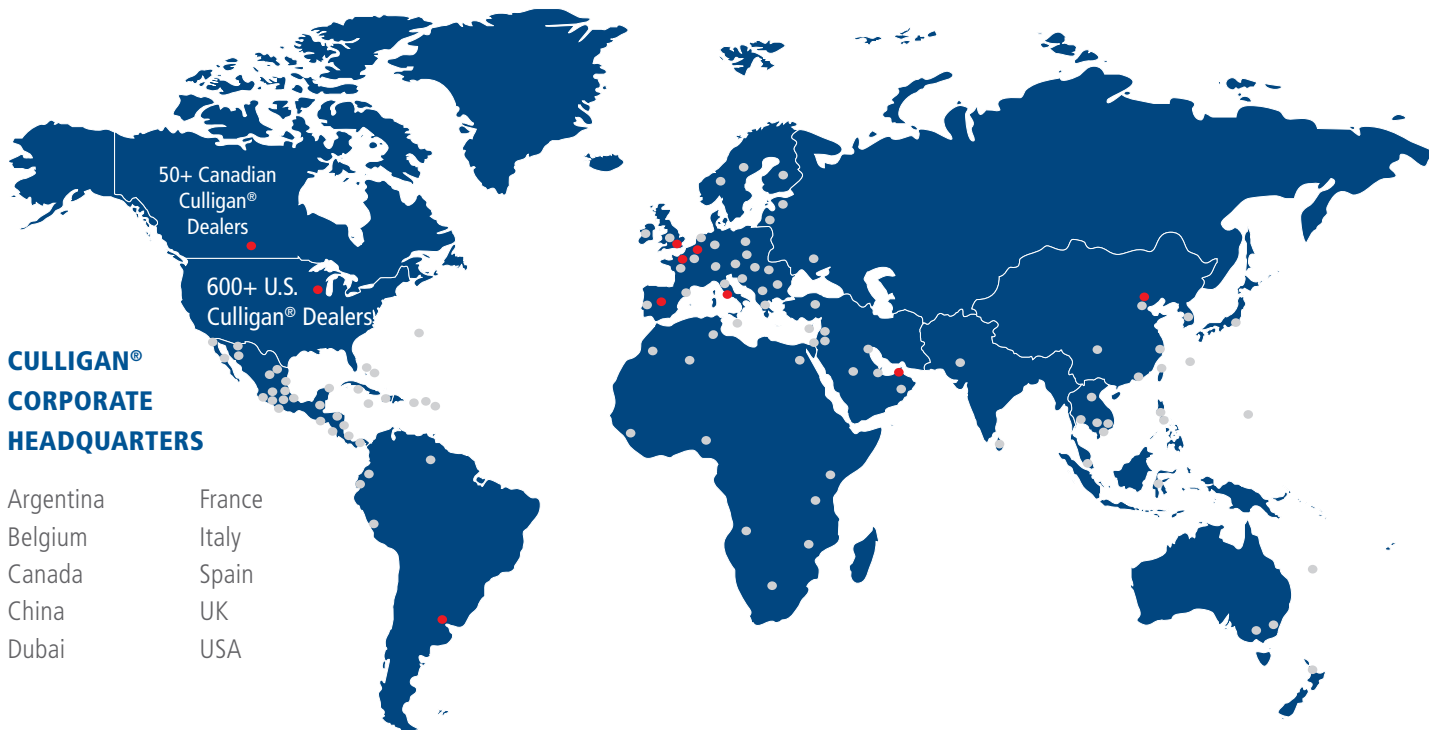 50+ Canadian
Culligan®
Dealers
600+ U.S.
Culligan® Dealers
CULLIGAN®
CORPORATE
HEADQUARTERS
Argentina
Belgium
Canada
China
Dubai
France
Italy
Spain
UK
USA